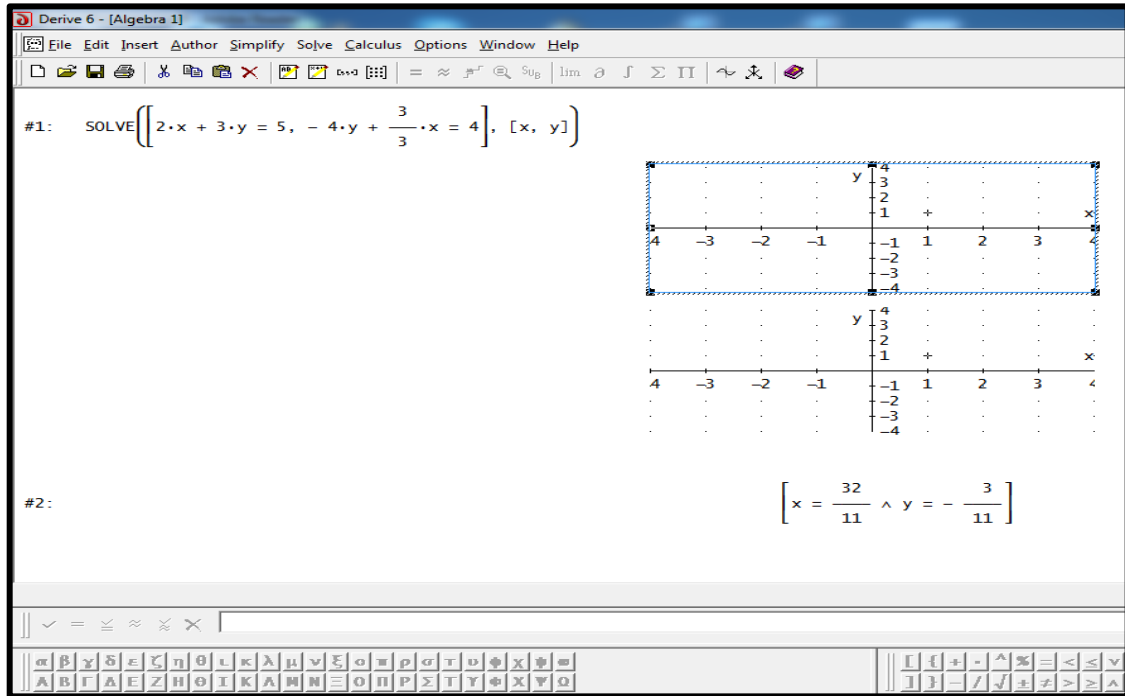 Derive 6 - [Algebra 1]
File Edit Insert Author Simplify Solve Calculus Options Window Help
= ≈ SUB lim ∂ ∫ Σ Π
#1: SOLVE([2·x + 3·y = 5, - 4·y + 3/3·x = 4], [x, y])
y 4
3
2
1 x
4 -3 -2 -1 -1 1 2 3 4
-2
-3
-4
y 4
3
2
1 x
4 -3 -2 -1 -1 1 2 3 4
-2
-3
-4
#2: [x = 32/11 ∧ y = - 3/11]
= ≈
α β γ δ ε ζ η θ ι κ λ μ ν ξ ο π ρ σ τ υ φ χ ψ ω [ { + · ^ % = < ≤ ∨
Α Β Γ Δ Ε Ζ Η Θ Ι Κ Λ Μ Ν Ξ Ο Π Ρ Σ Τ Υ Φ Χ Ψ Ω ] } − / √ ± ≠ > ≥ ∧